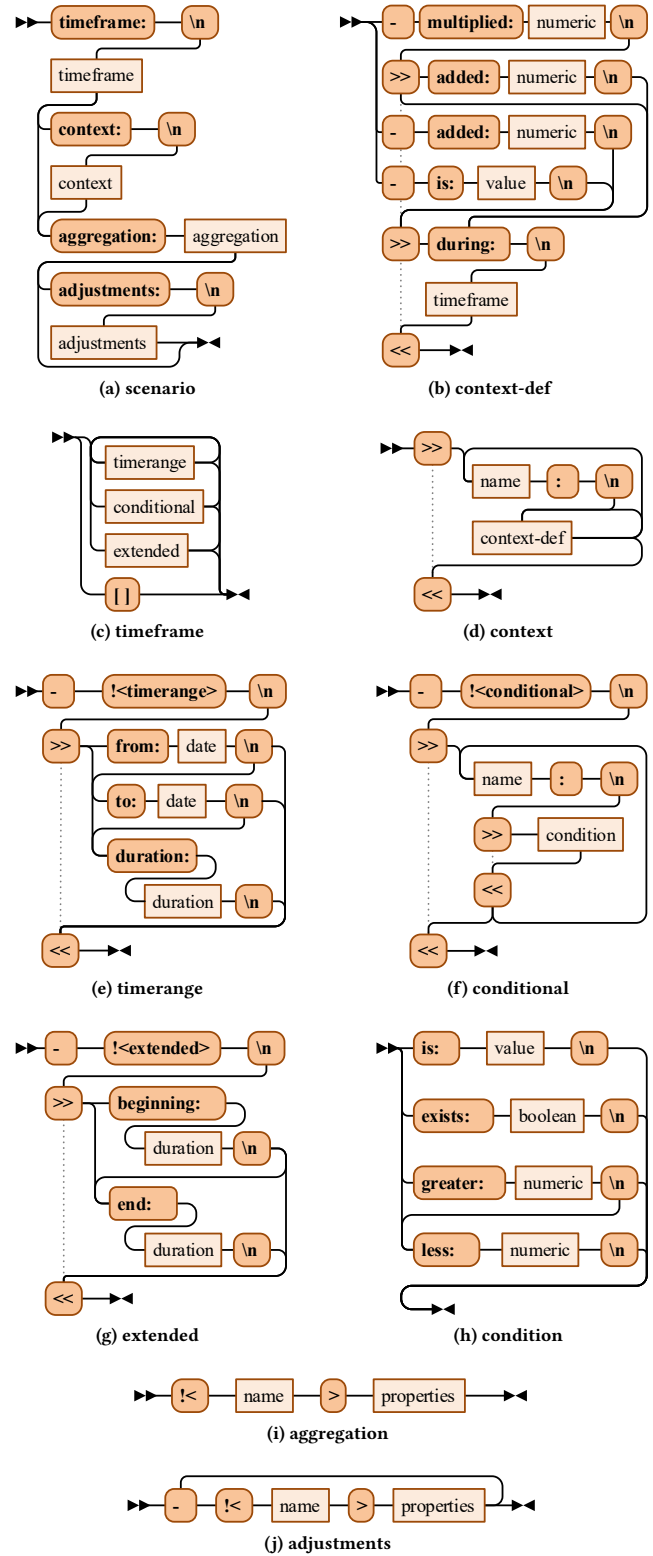 timeframe: \n
timeframe
context: \n
context
aggregation: aggregation
adjustments: \n
adjustments
(a) scenario
- multiplied: numeric \n
>> added: numeric \n
- added: numeric \n
- is: value \n
>> during: \n
timeframe
<<
(b) context-def
timerange
conditional
extended
[ ]
(c) timeframe
>>
name : \n
context-def
<<
(d) context
- !<timerange> \n
>> from: date \n
to: date \n
duration:
duration \n
<<
(e) timerange
- !<conditional> \n
>>
name : \n
>> condition
<<
<<
(f) conditional
- !<extended> \n
>> beginning:
duration \n
end:
duration \n
<<
(g) extended
is: value \n
exists: boolean \n
greater: numeric \n
less: numeric \n
(h) condition
!< name > properties
(i) aggregation
- !< name > properties
(j) adjustments